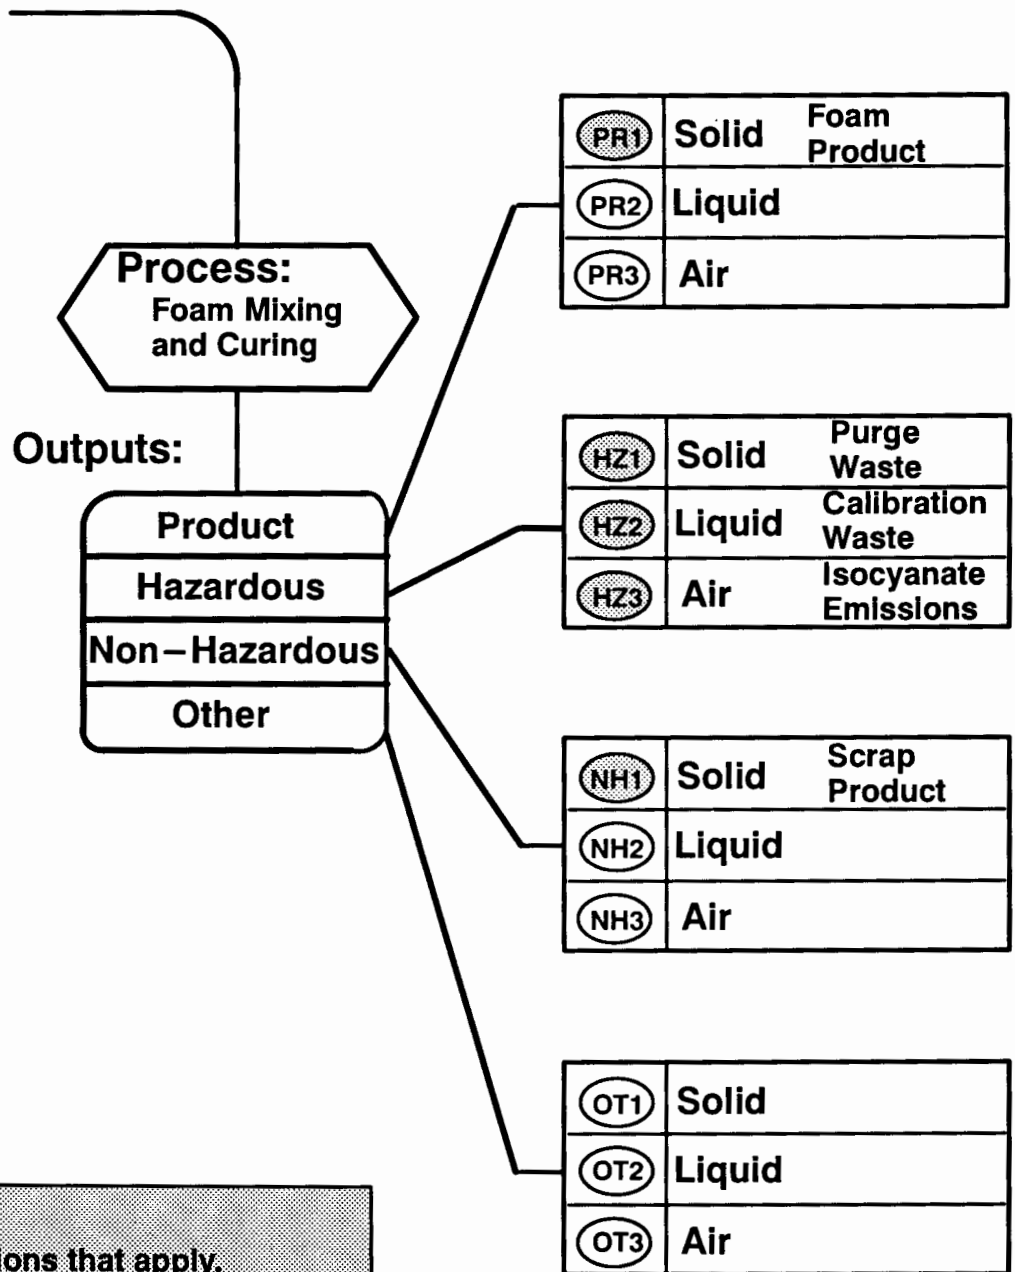 Process:
Foam Mixing
and Curing
Outputs:
Product
Hazardous
Non-Hazardous
Other
PR1 Solid Foam
Product
PR2 Liquid
PR3 Air
HZ1 Solid Purge
Waste
HZ2 Liquid Calibration
Waste
HZ3 Air Isocyanate
Emissions
NH1 Solid Scrap
Product
NH2 Liquid
NH3 Air
OT1 Solid
OT2 Liquid
OT3 Air
that apply.